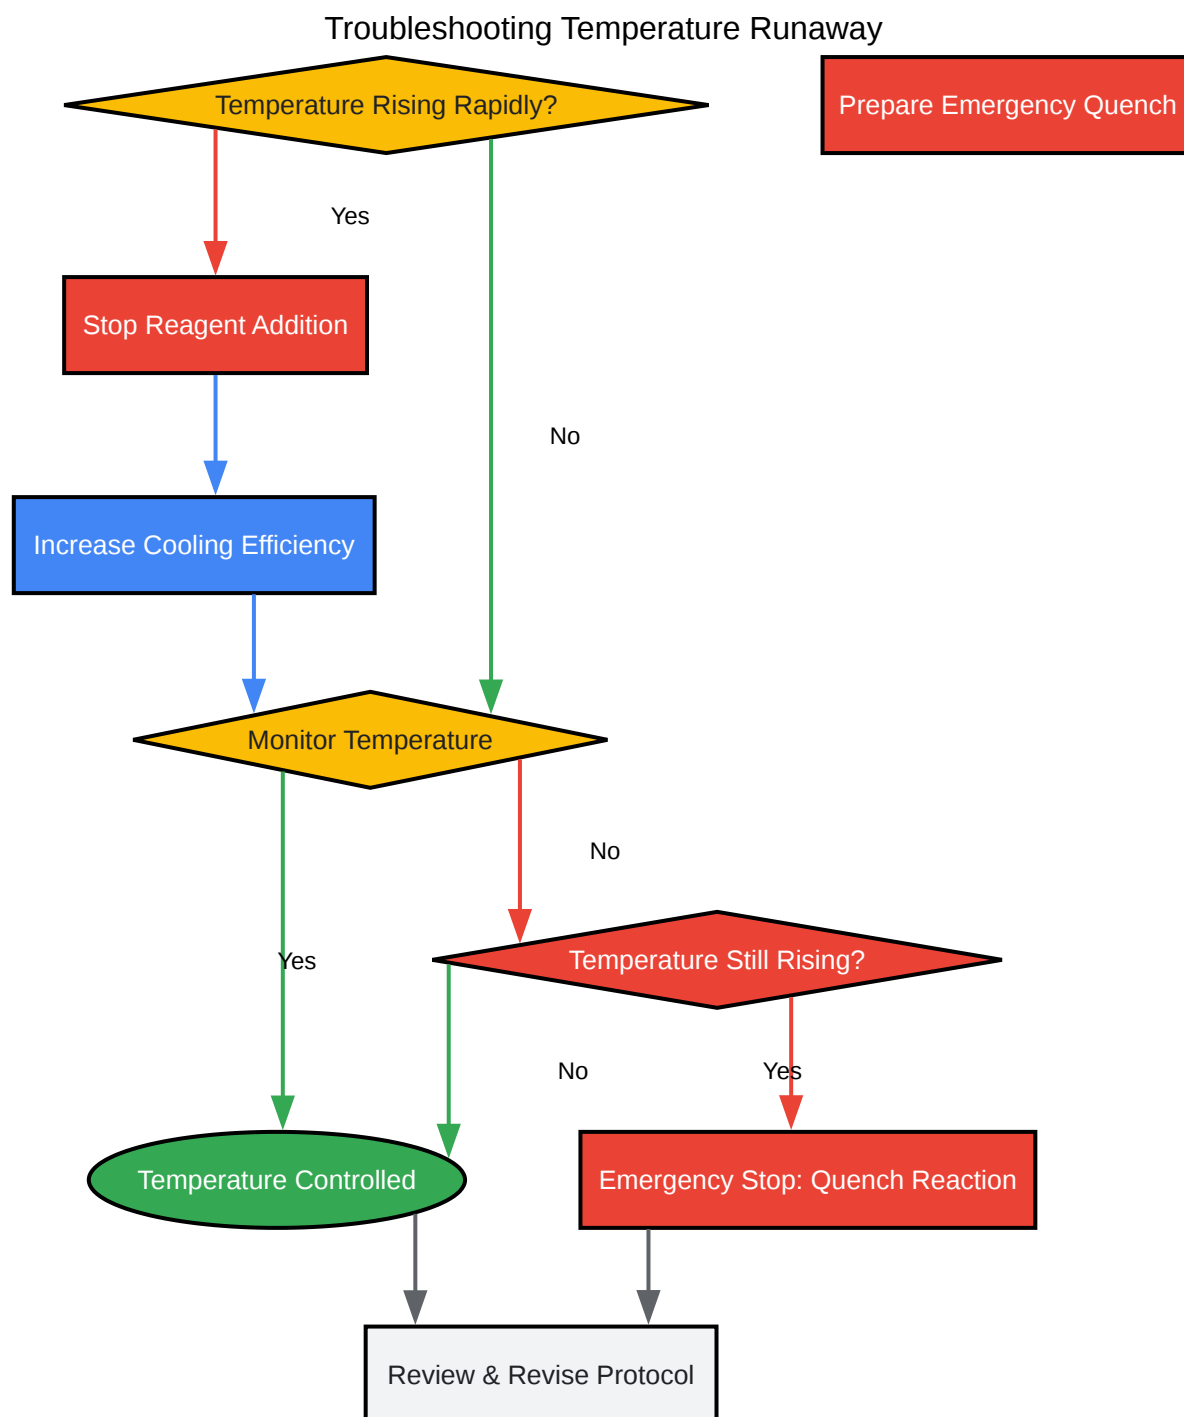 Troubleshooting Temperature Runaway
Temperature Rising Rapidly?
Prepare Emergency Quench
Yes
Stop Reagent Addition
No
Increase Cooling Efficiency
Monitor Temperature
No
Yes
Temperature Still Rising?
No
Yes
Temperature Controlled
Emergency Stop: Quench Reaction
Review & Revise Protocol